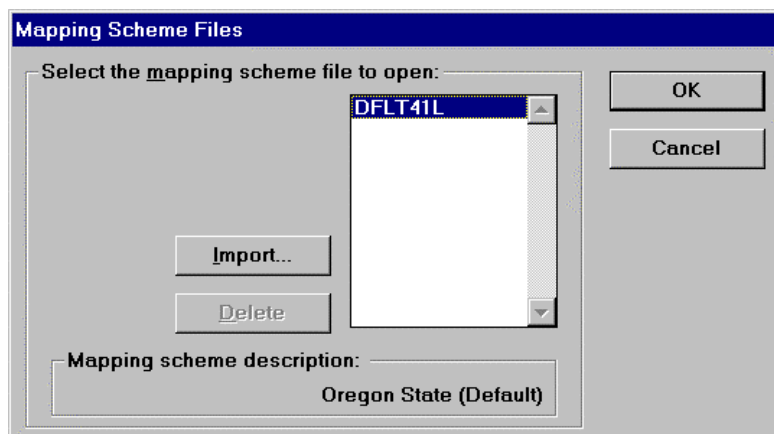 Mapping Scheme Files
Select the mapping scheme file to open:
DFLT41L
OK
Cancel
Import...
Delete
Mapping scheme description:
Oregon State (Default)